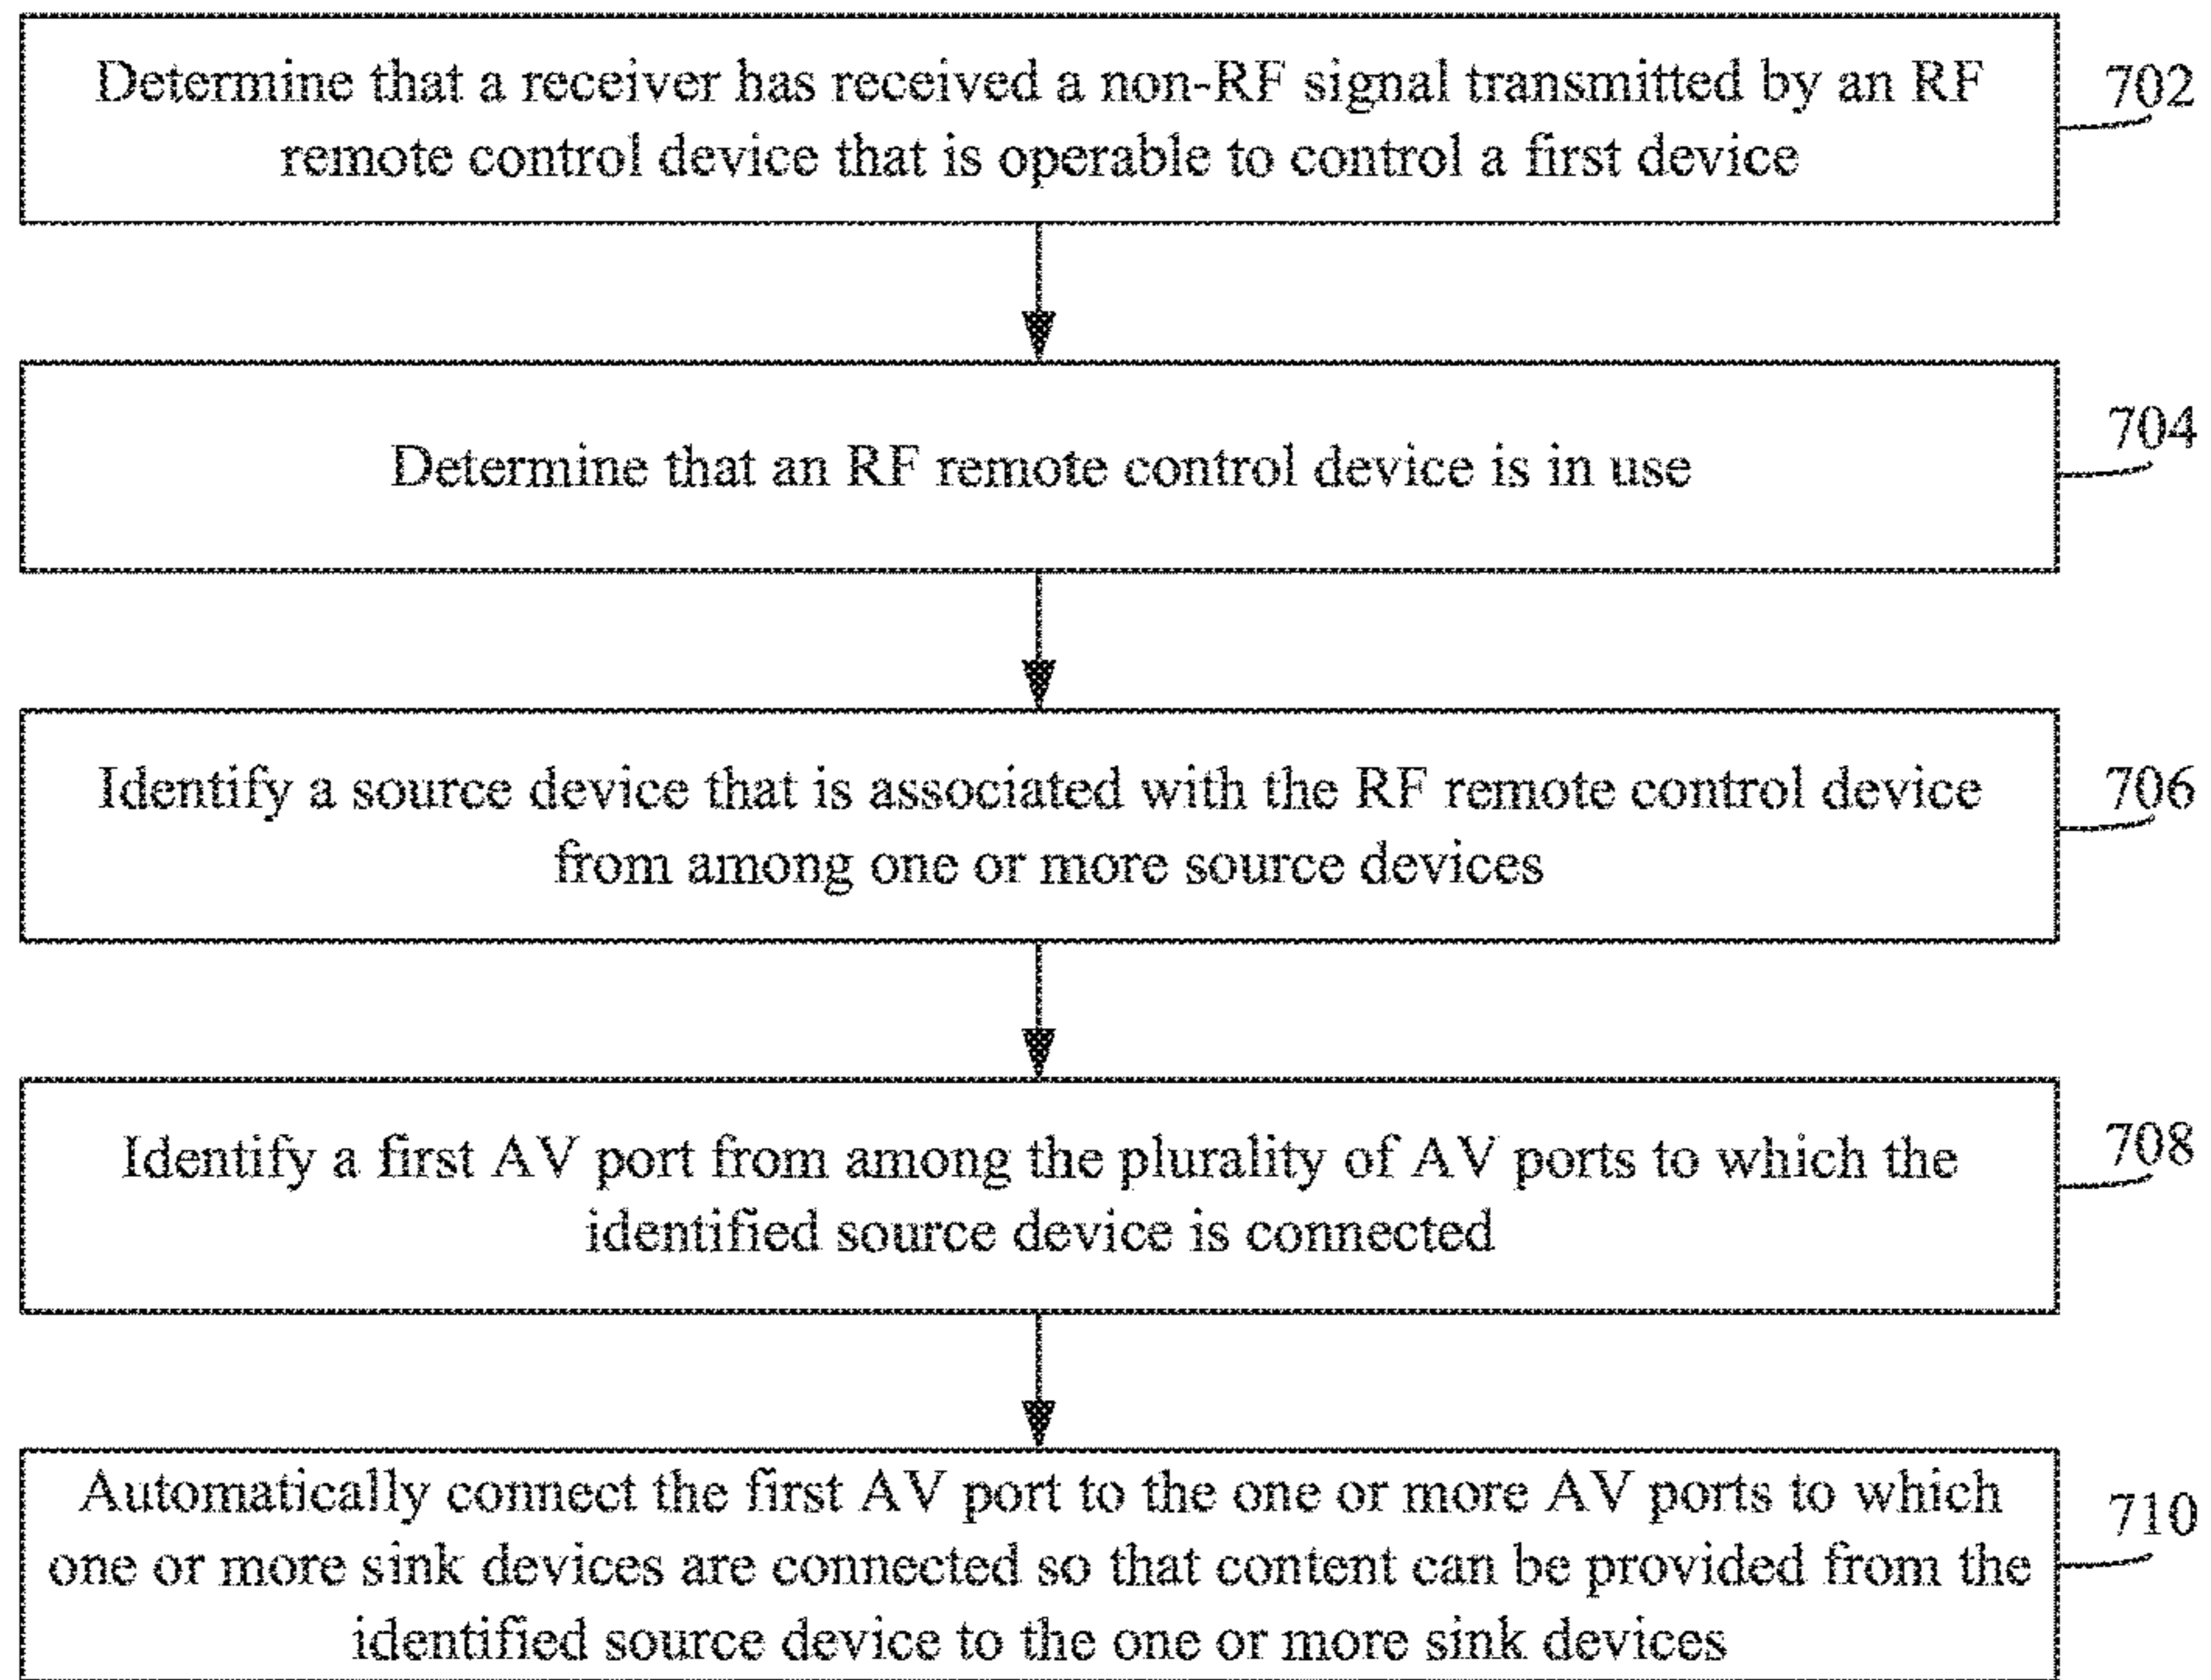 Determine that a receiver has received a non-RF signal transmitted by an RF
remote control device that is operable to control a first device
702
Determine that an RF remote control device is in use
704
Identify a source device that is associated with the RF remote control device
from among one or more source devices
706
Identify a first AV port from among the plurality of AV ports to which the
identified source device is connected
708
Automatically connect the first AV port to the one or more AV ports to which
one or more sink devices are connected so that content can be provided from the
identified source device to the one or more sink devices
710